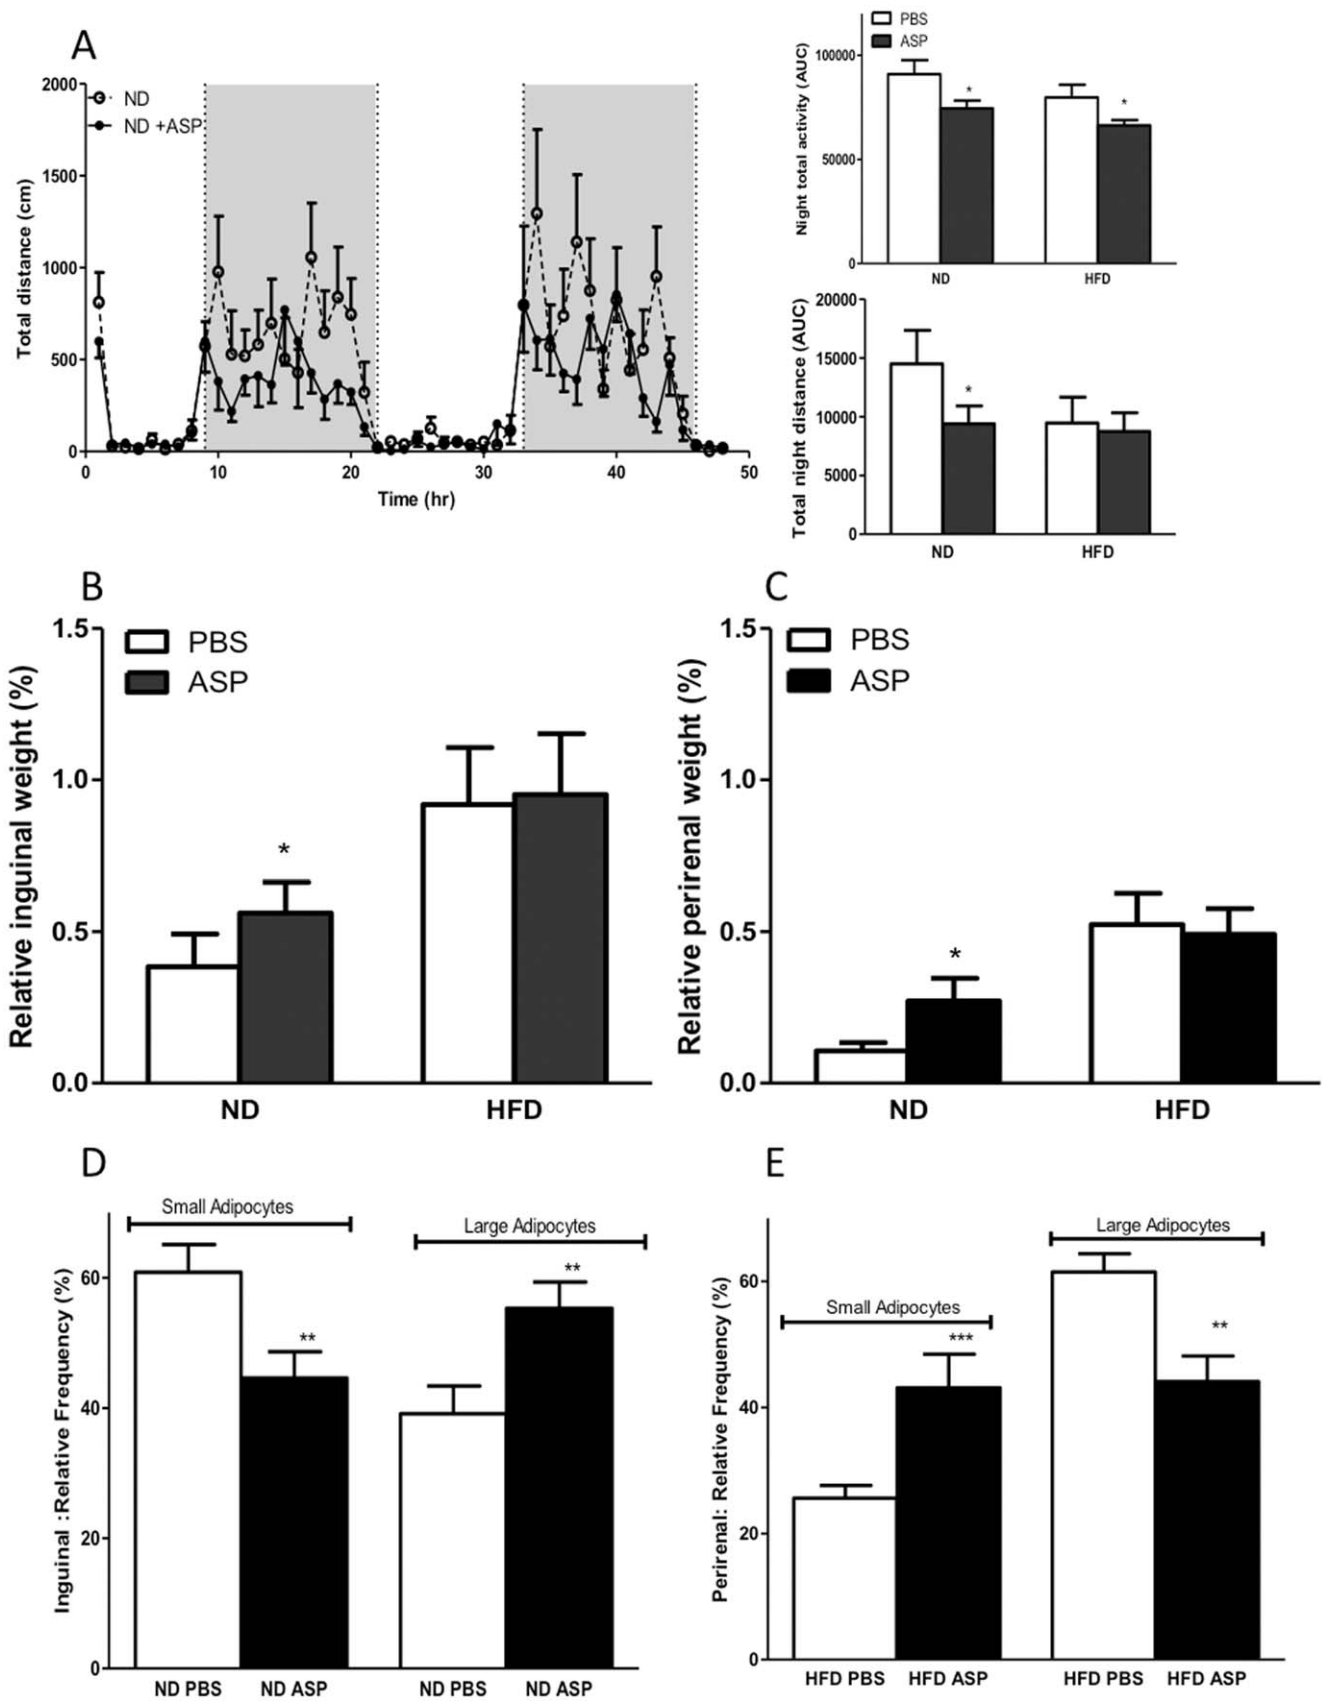 A
2000
1500
1000
500
0
Total distance (cm)
ND
ND +ASP
0 10 20 30 40 50
Time (hr)
PBS
ASP
100000
50000
0
Night total activity (AUC)
*
*
ND HFD
20000
15000
10000
5000
0
Total night distance (AUC)
*
ND HFD
B
1.5
1.0
0.5
0.0
Relative inguinal weight (%)
PBS
ASP
*
ND HFD
C
1.5
1.0
0.5
0.0
Relative perirenal weight (%)
PBS
ASP
*
ND HFD
D
Small Adipocytes
Large Adipocytes
60
40
20
0
Inguinal :Relative Frequency (%)
**
**
ND PBS ND ASP ND PBS ND ASP
E
Large Adipocytes
Small Adipocytes
60
40
20
0
Perirenal: Relative Frequency (%)
***
**
HFD PBS HFD ASP HFD PBS HFD ASP